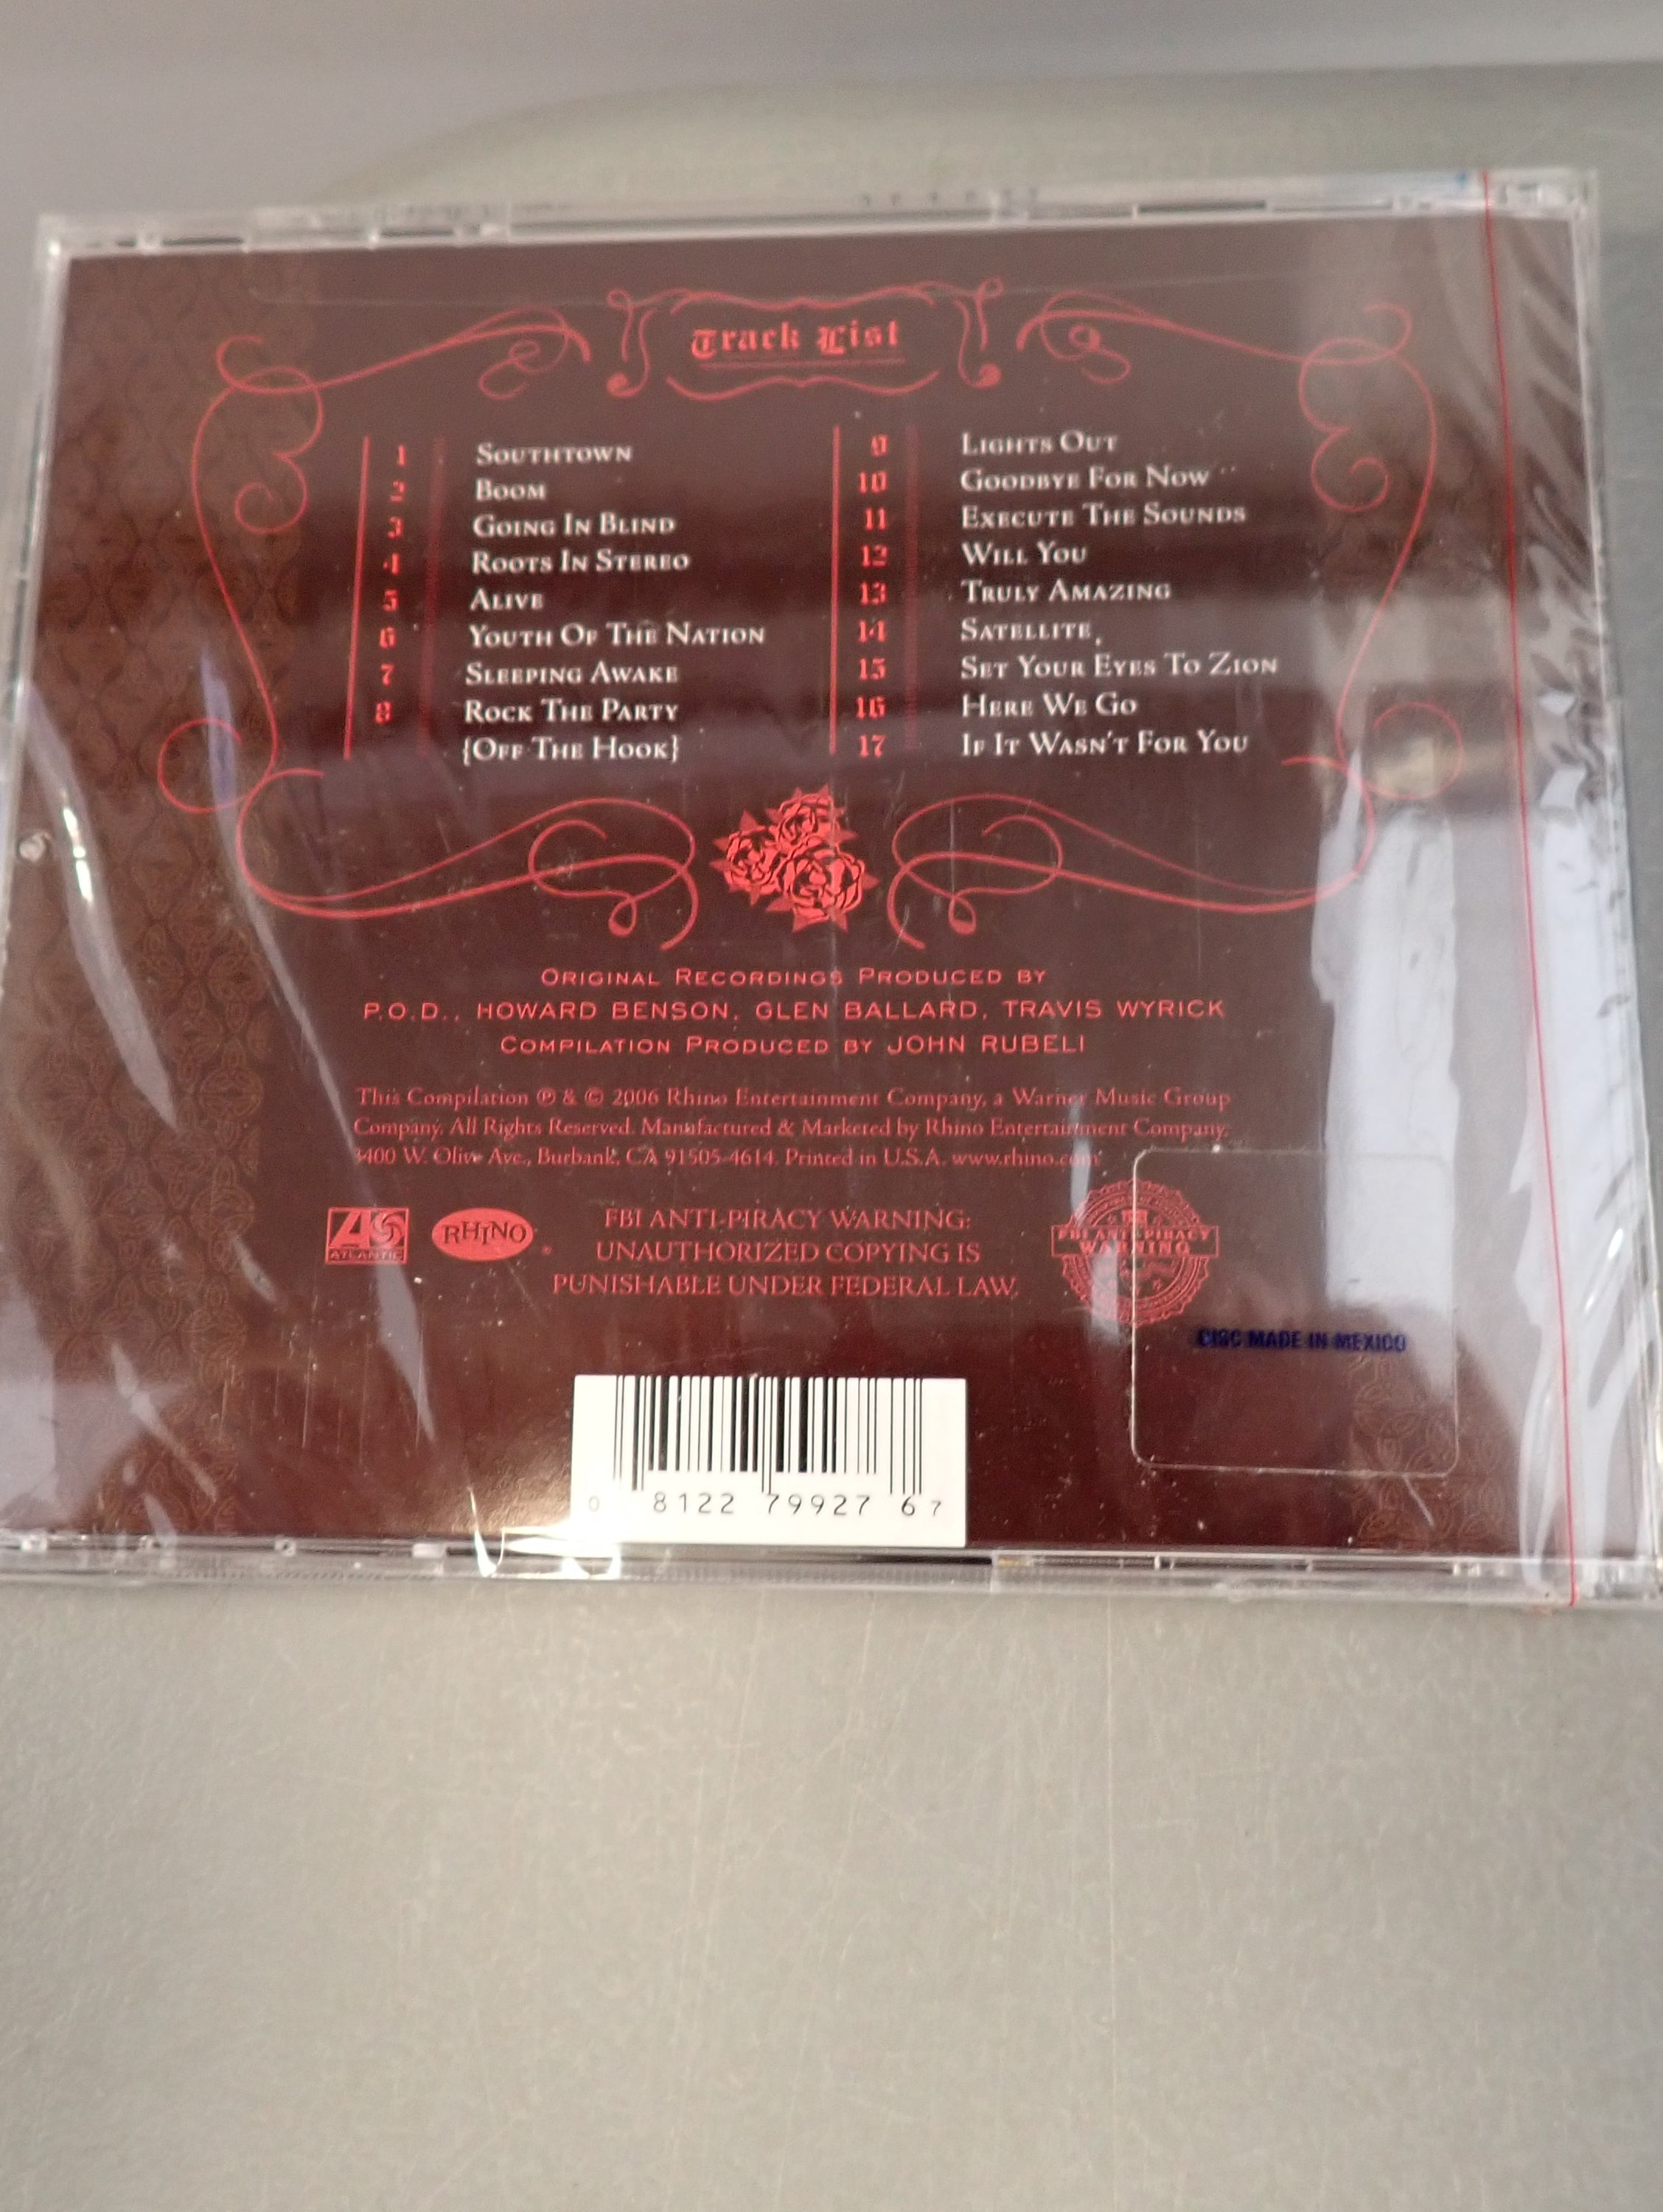 Track List
1 Southtown
2 Boom
3 Going In Blind
4 Roots In Stereo
5 Alive
6 Youth Of The Nation
7 Sleeping Awake
8 Rock The Party
{Off The Hook}
9 Lights Out
10 Goodbye For Now
11 Execute The Sounds
12 Will You
13 Truly Amazing
14 Satellite
15 Set Your Eyes To Zion
16 Here We Go
17 If It Wasn't For You
Original Recordings Produced by
P.O.D., HOWARD BENSON, GLEN BALLARD, TRAVIS WYRICK
Compilation Produced by JOHN RUBELI
This Compilation ℗ & © 2006 Rhino Entertainment Company, a Warner Music Group
Company. All Rights Reserved. Manufactured & Marketed by Rhino Entertainment Company,
3400 W. Olive Ave., Burbank, CA 91505-4614. Printed in U.S.A. www.rhino.com
ATLANTIC
RHINO
FBI ANTI-PIRACY WARNING:
UNAUTHORIZED COPYING IS
PUNISHABLE UNDER FEDERAL LAW.
FBI ANTI-PIRACY
WARNING
DISC MADE IN MEXICO
0 8122 79927 6 7